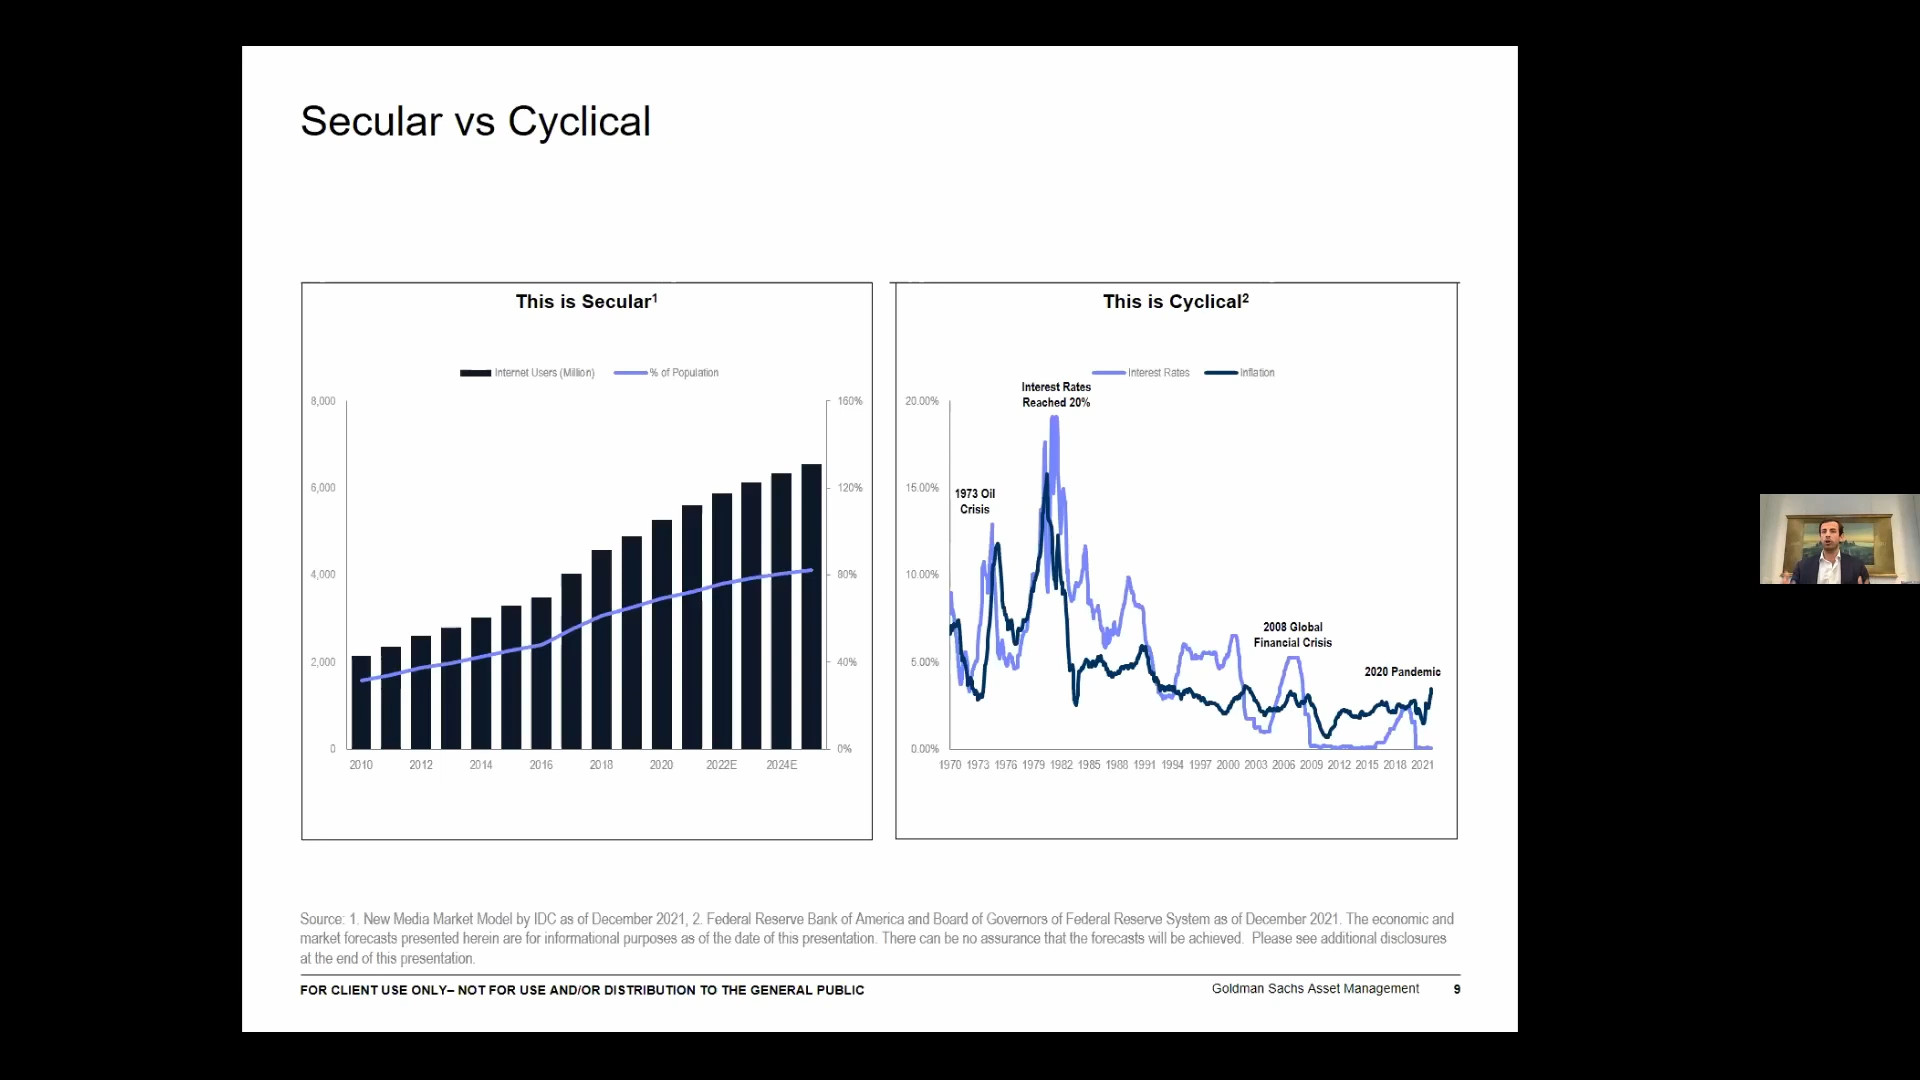 Secular vs Cyclical
This is Secular¹
Internet Users (Million) % of Population
8,000
6,000
4,000
2,000
0
160%
120%
80%
40%
0%
2010 2012 2014 2016 2018 2020 2022E 2024E
This is Cyclical²
Interest Rates Inflation
Interest Rates
Reached 20%
20.00%
15.00%
10.00%
5.00%
0.00%
1973 Oil
Crisis
2008 Global
Financial Crisis
2020 Pandemic
1970 1973 1976 1979 1982 1985 1988 1991 1994 1997 2000 2003 2006 2009 2012 2015 2018 2021
Source: 1. New Media Market Model by IDC as of December 2021, 2. Federal Reserve Bank of America and Board of Governors of Federal Reserve System as of December 2021. The economic and
market forecasts presented herein are for informational purposes as of the date of this presentation. There can be no assurance that the forecasts will be achieved. Please see additional disclosures
at the end of this presentation.
FOR CLIENT USE ONLY– NOT FOR USE AND/OR DISTRIBUTION TO THE GENERAL PUBLIC
Goldman Sachs Asset Management 9